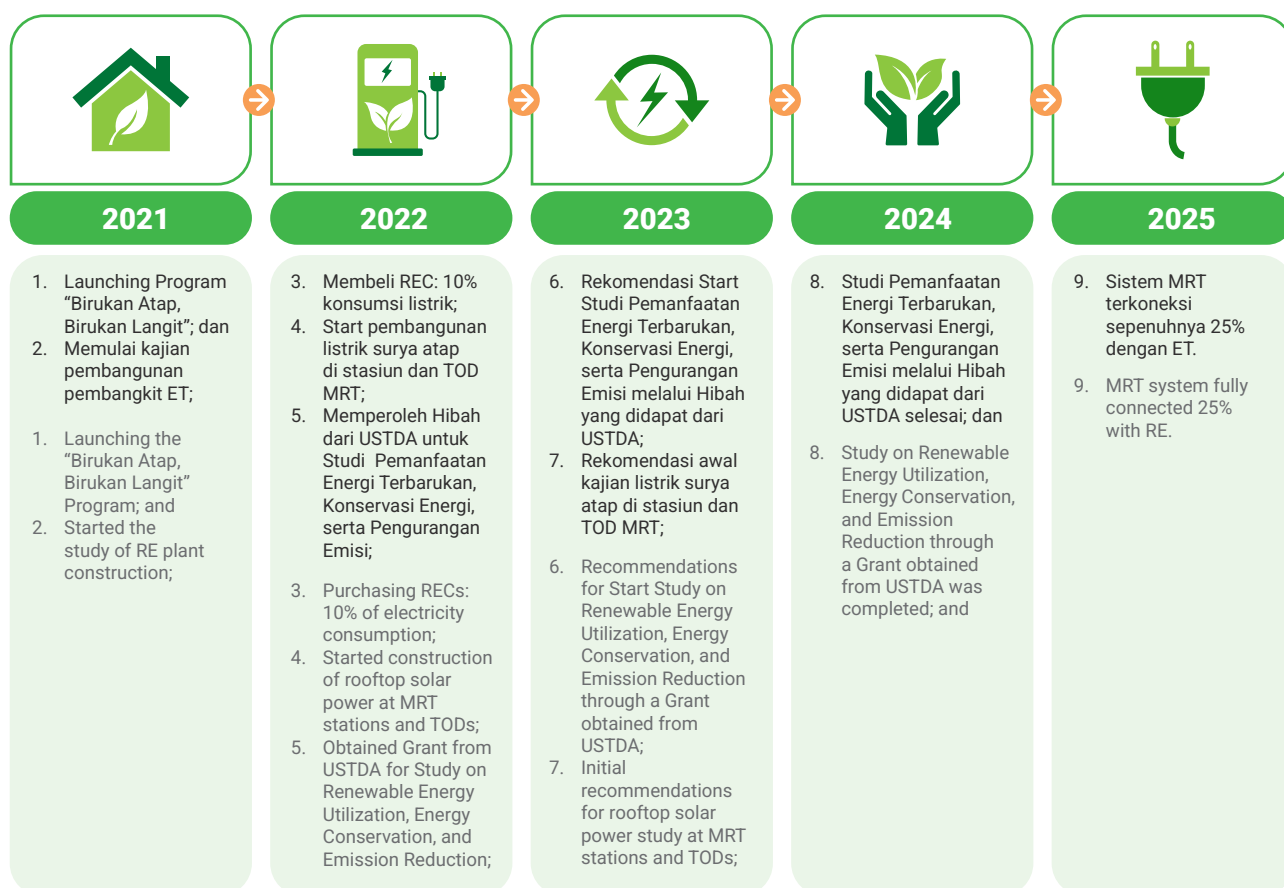 2021
1. Launching Program
“Birukan Atap,
Birukan Langit”; dan
2. Memulai kajian
pembangunan
pembangkit ET;
1. Launching the
“Birukan Atap,
Birukan Langit”
Program; and
2. Started the
study of RE plant
construction;
2022
3. Membeli REC: 10%
konsumsi listrik;
4. Start pembangunan
listrik surya atap
di stasiun dan TOD
MRT;
5. Memperoleh Hibah
dari USTDA untuk
Studi Pemanfaatan
Energi Terbarukan,
Konservasi Energi,
serta Pengurangan
Emisi;
3. Purchasing RECs:
10% of electricity
consumption;
4. Started construction
of rooftop solar
power at MRT
stations and TODs;
5. Obtained Grant from
USTDA for Study on
Renewable Energy
Utilization, Energy
Conservation, and
Emission Reduction;
2023
6. Rekomendasi Start
Studi Pemanfaatan
Energi Terbarukan,
Konservasi Energi,
serta Pengurangan
Emisi melalui Hibah
yang didapat dari
USTDA;
7. Rekomendasi awal
kajian listrik surya
atap di stasiun dan
TOD MRT;
6. Recommendations
for Start Study on
Renewable Energy
Utilization, Energy
Conservation, and
Emission Reduction
through a Grant
obtained from
USTDA;
7. Initial
recommendations
for rooftop solar
power study at MRT
stations and TODs;
2024
8. Studi Pemanfaatan
Energi Terbarukan,
Konservasi Energi,
serta Pengurangan
Emisi melalui Hibah
yang didapat dari
USTDA selesai; dan
8. Study on Renewable
Energy Utilization,
Energy Conservation,
and Emission
Reduction through
a Grant obtained
from USTDA was
completed; and
2025
9. Sistem MRT
terkoneksi
sepenuhnya 25%
dengan ET.
9. MRT system fully
connected 25%
with RE.